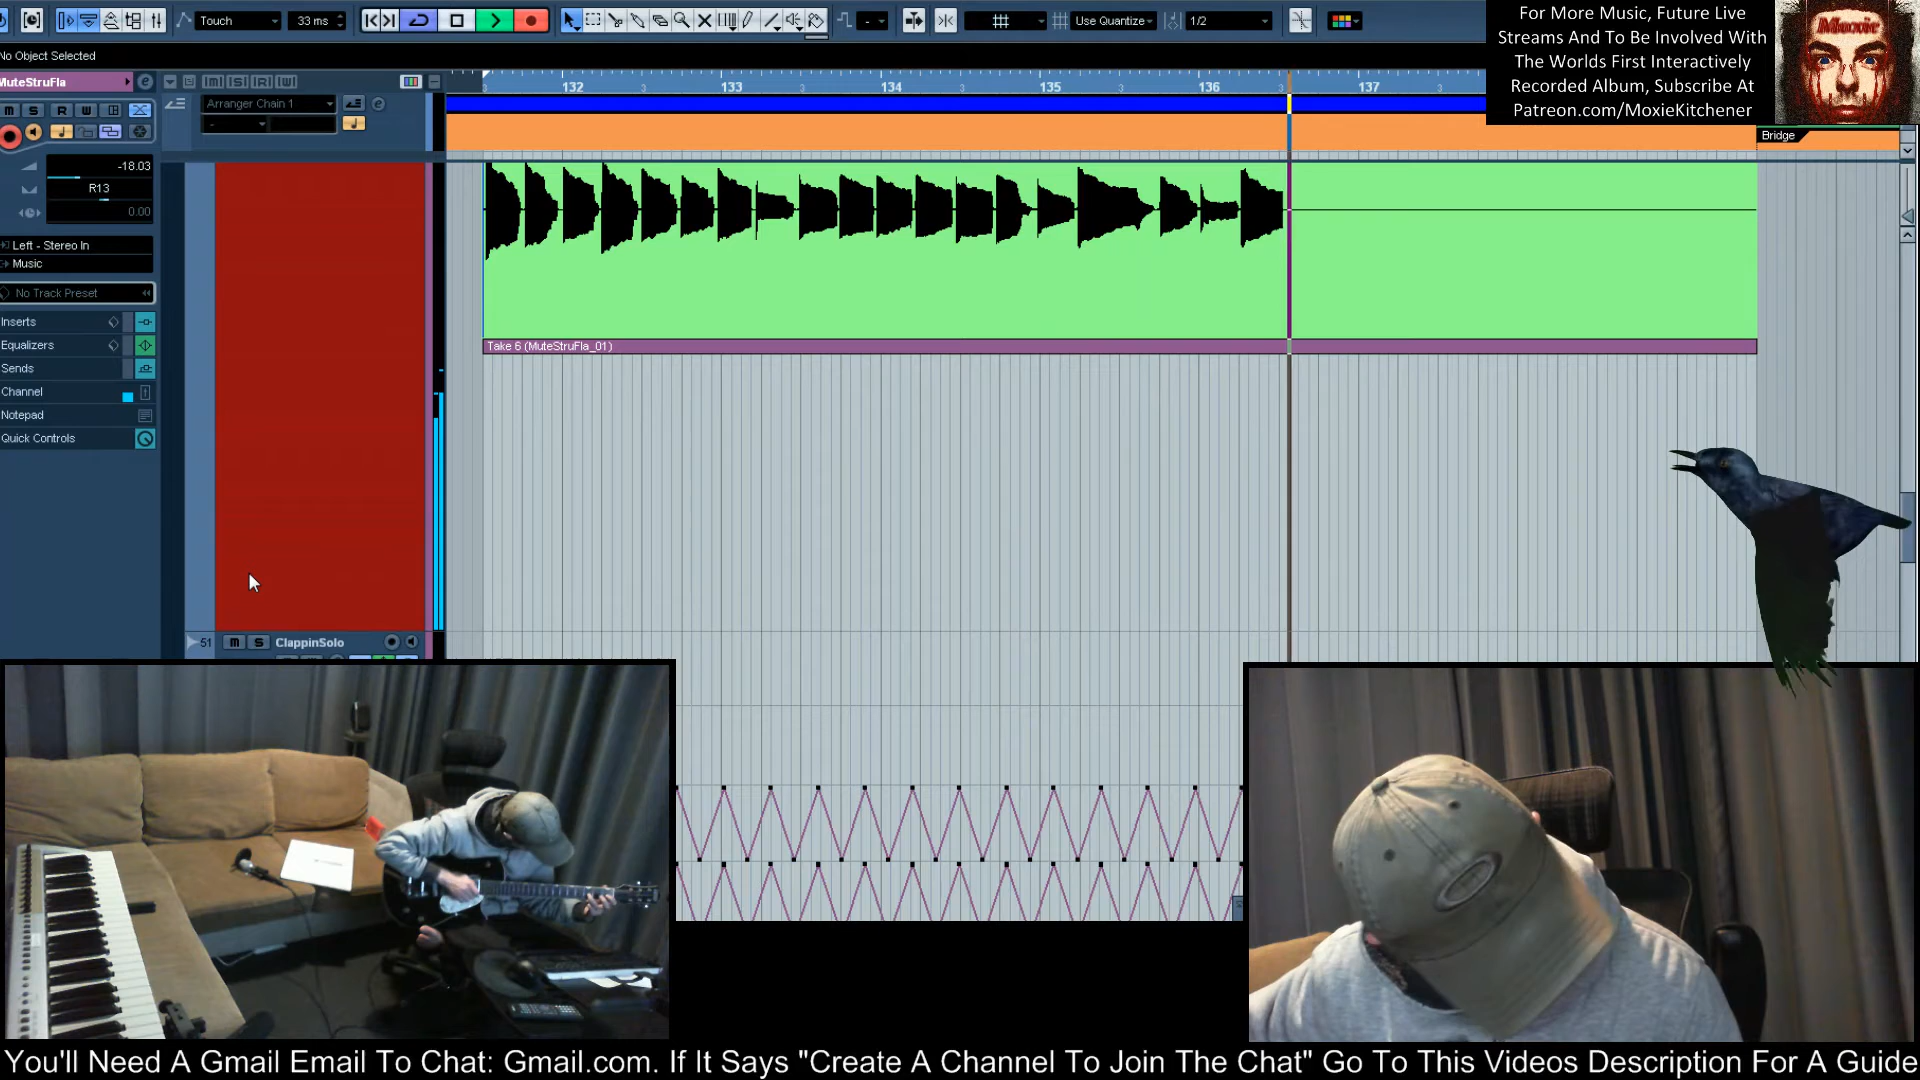 Touch
33 ms
-
Use Quantize
1/2
No Object Selected
For More Music, Future Live
Streams And To Be Involved With
The Worlds First Interactively
Recorded Album, Subscribe At
Patreon.com/MoxieKitchener
Moxie
MuteStruFla
M S R W
Arranger Chain 1
-
132
133
134
135
136
137
Bridge
-18.03
R13
0.00
Left - Stereo In
Music
No Track Preset
Inserts
Equalizers
Sends
Channel
Notepad
Quick Controls
Take 6 (MuteStruFla_01)
51 m S ClappinSolo
You'll Need A Gmail Email To Chat: Gmail.com. If It Says "Create A Channel To Join The Chat" Go To This Videos Description For A Guide